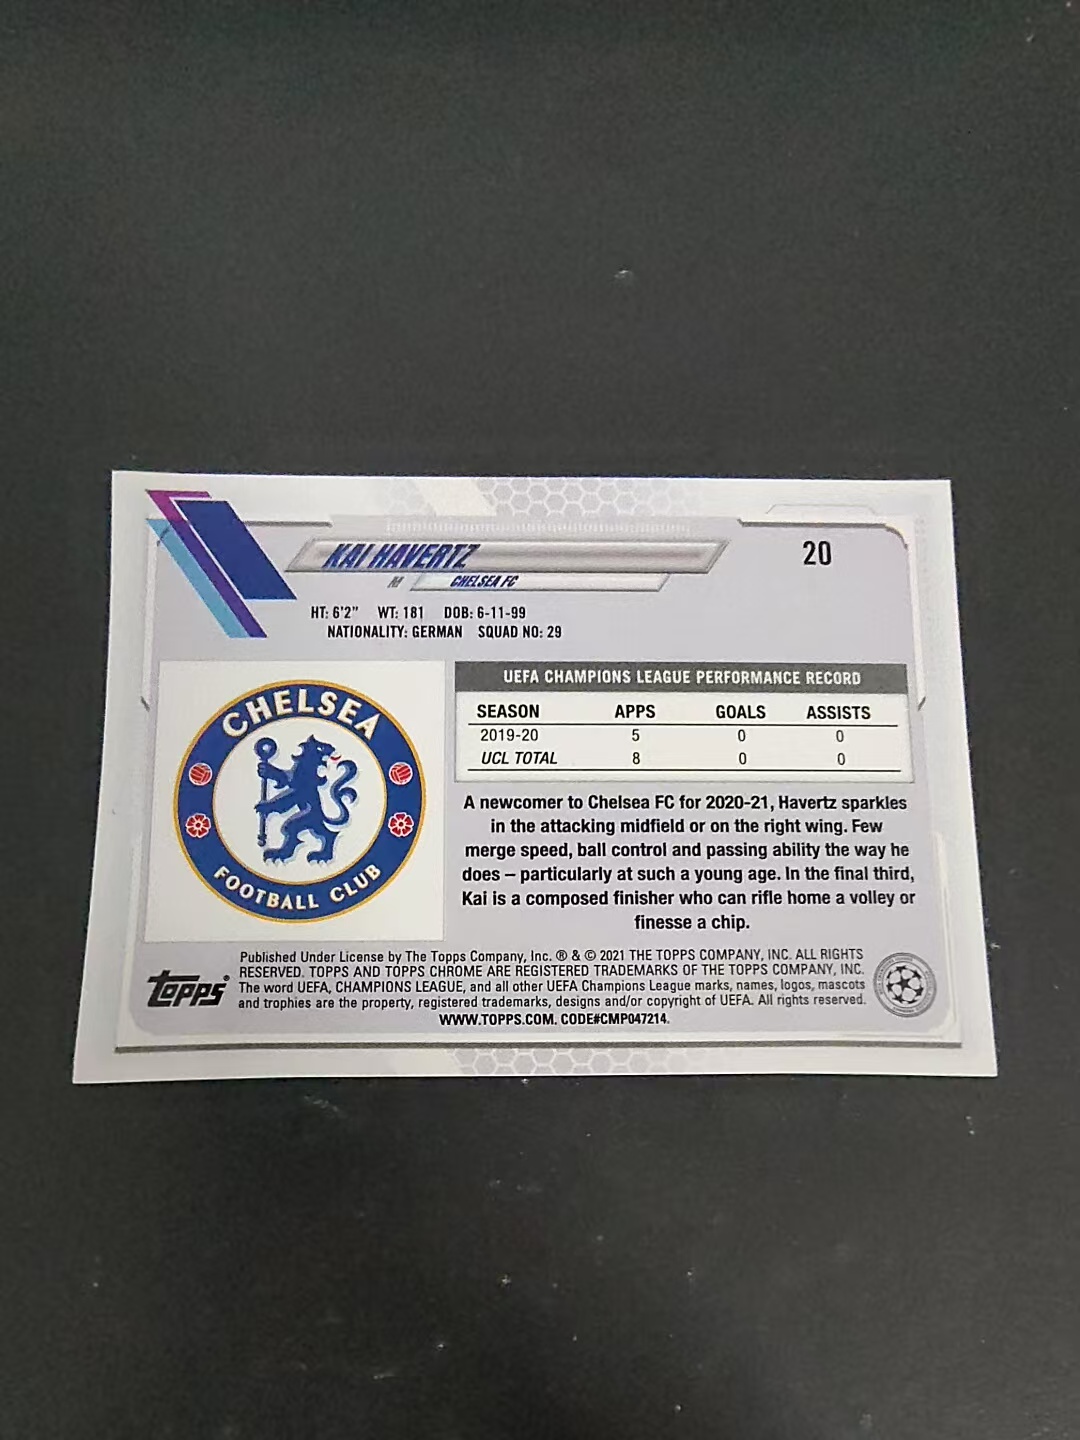 KAI HAVERTZ
20
M CHELSEA FC
HT: 6'2" WT: 181 DOB: 6-11-99
NATIONALITY: GERMAN SQUAD NO: 29
CHELSEA
FOOTBALL CLUB
UEFA CHAMPIONS LEAGUE PERFORMANCE RECORD
SEASON APPS GOALS ASSISTS
2019-20 5 0 0
UCL TOTAL 8 0 0
A newcomer to Chelsea FC for 2020-21, Havertz sparkles
in the attacking midfield or on the right wing. Few
merge speed, ball control and passing ability the way he
does – particularly at such a young age. In the final third,
Kai is a composed finisher who can rifle home a volley or
finesse a chip.
Published Under License by The Topps Company, Inc. ® & © 2021 THE TOPPS COMPANY, INC. ALL RIGHTS
RESERVED. TOPPS AND TOPPS CHROME ARE REGISTERED TRADEMARKS OF THE TOPPS COMPANY, INC.
The word UEFA, CHAMPIONS LEAGUE, and all other UEFA Champions League marks, names, logos, mascots
and trophies are the property, registered trademarks, designs and/or copyright of UEFA. All rights reserved.
WWW.TOPPS.COM. CODE#CMP047214.
topps®